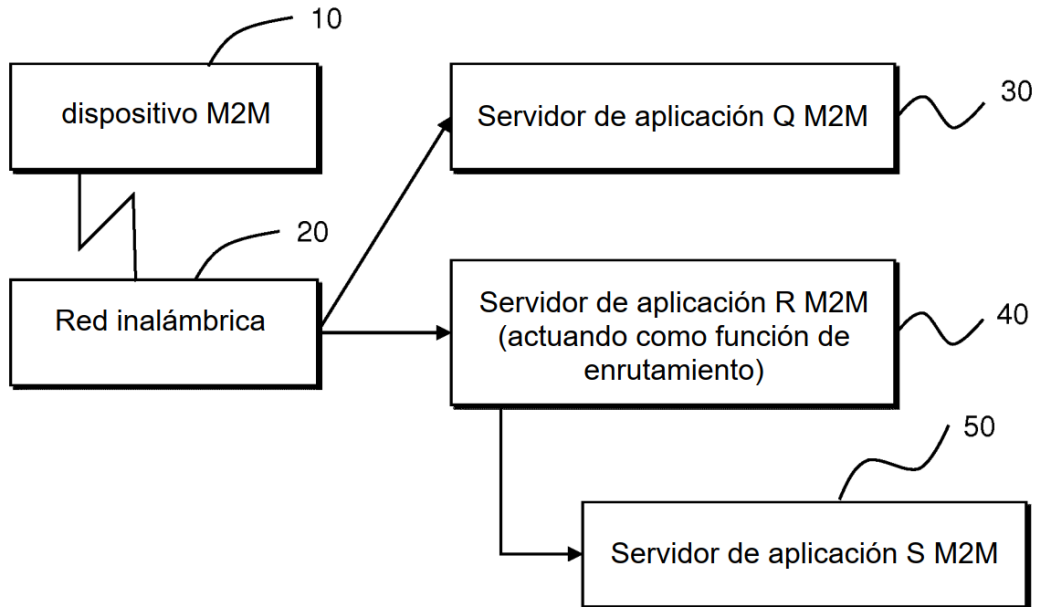 10
dispositivo M2M
Servidor de aplicación Q M2M
30
20
Red inalámbrica
Servidor de aplicación R M2M
(actuando como función de
enrutamiento)
40
50
Servidor de aplicación S M2M